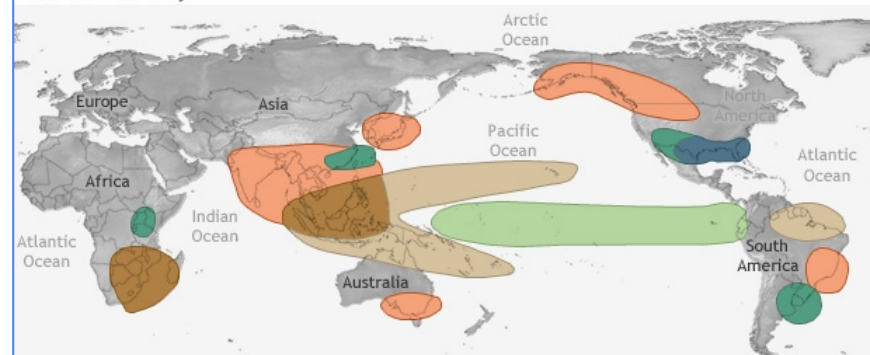 Arctic
Ocean
Europe
Asia
North
America
Pacific
Ocean
Atlantic
Ocean
Africa
Indian
Ocean
Atlantic
Ocean
South
America
Australia